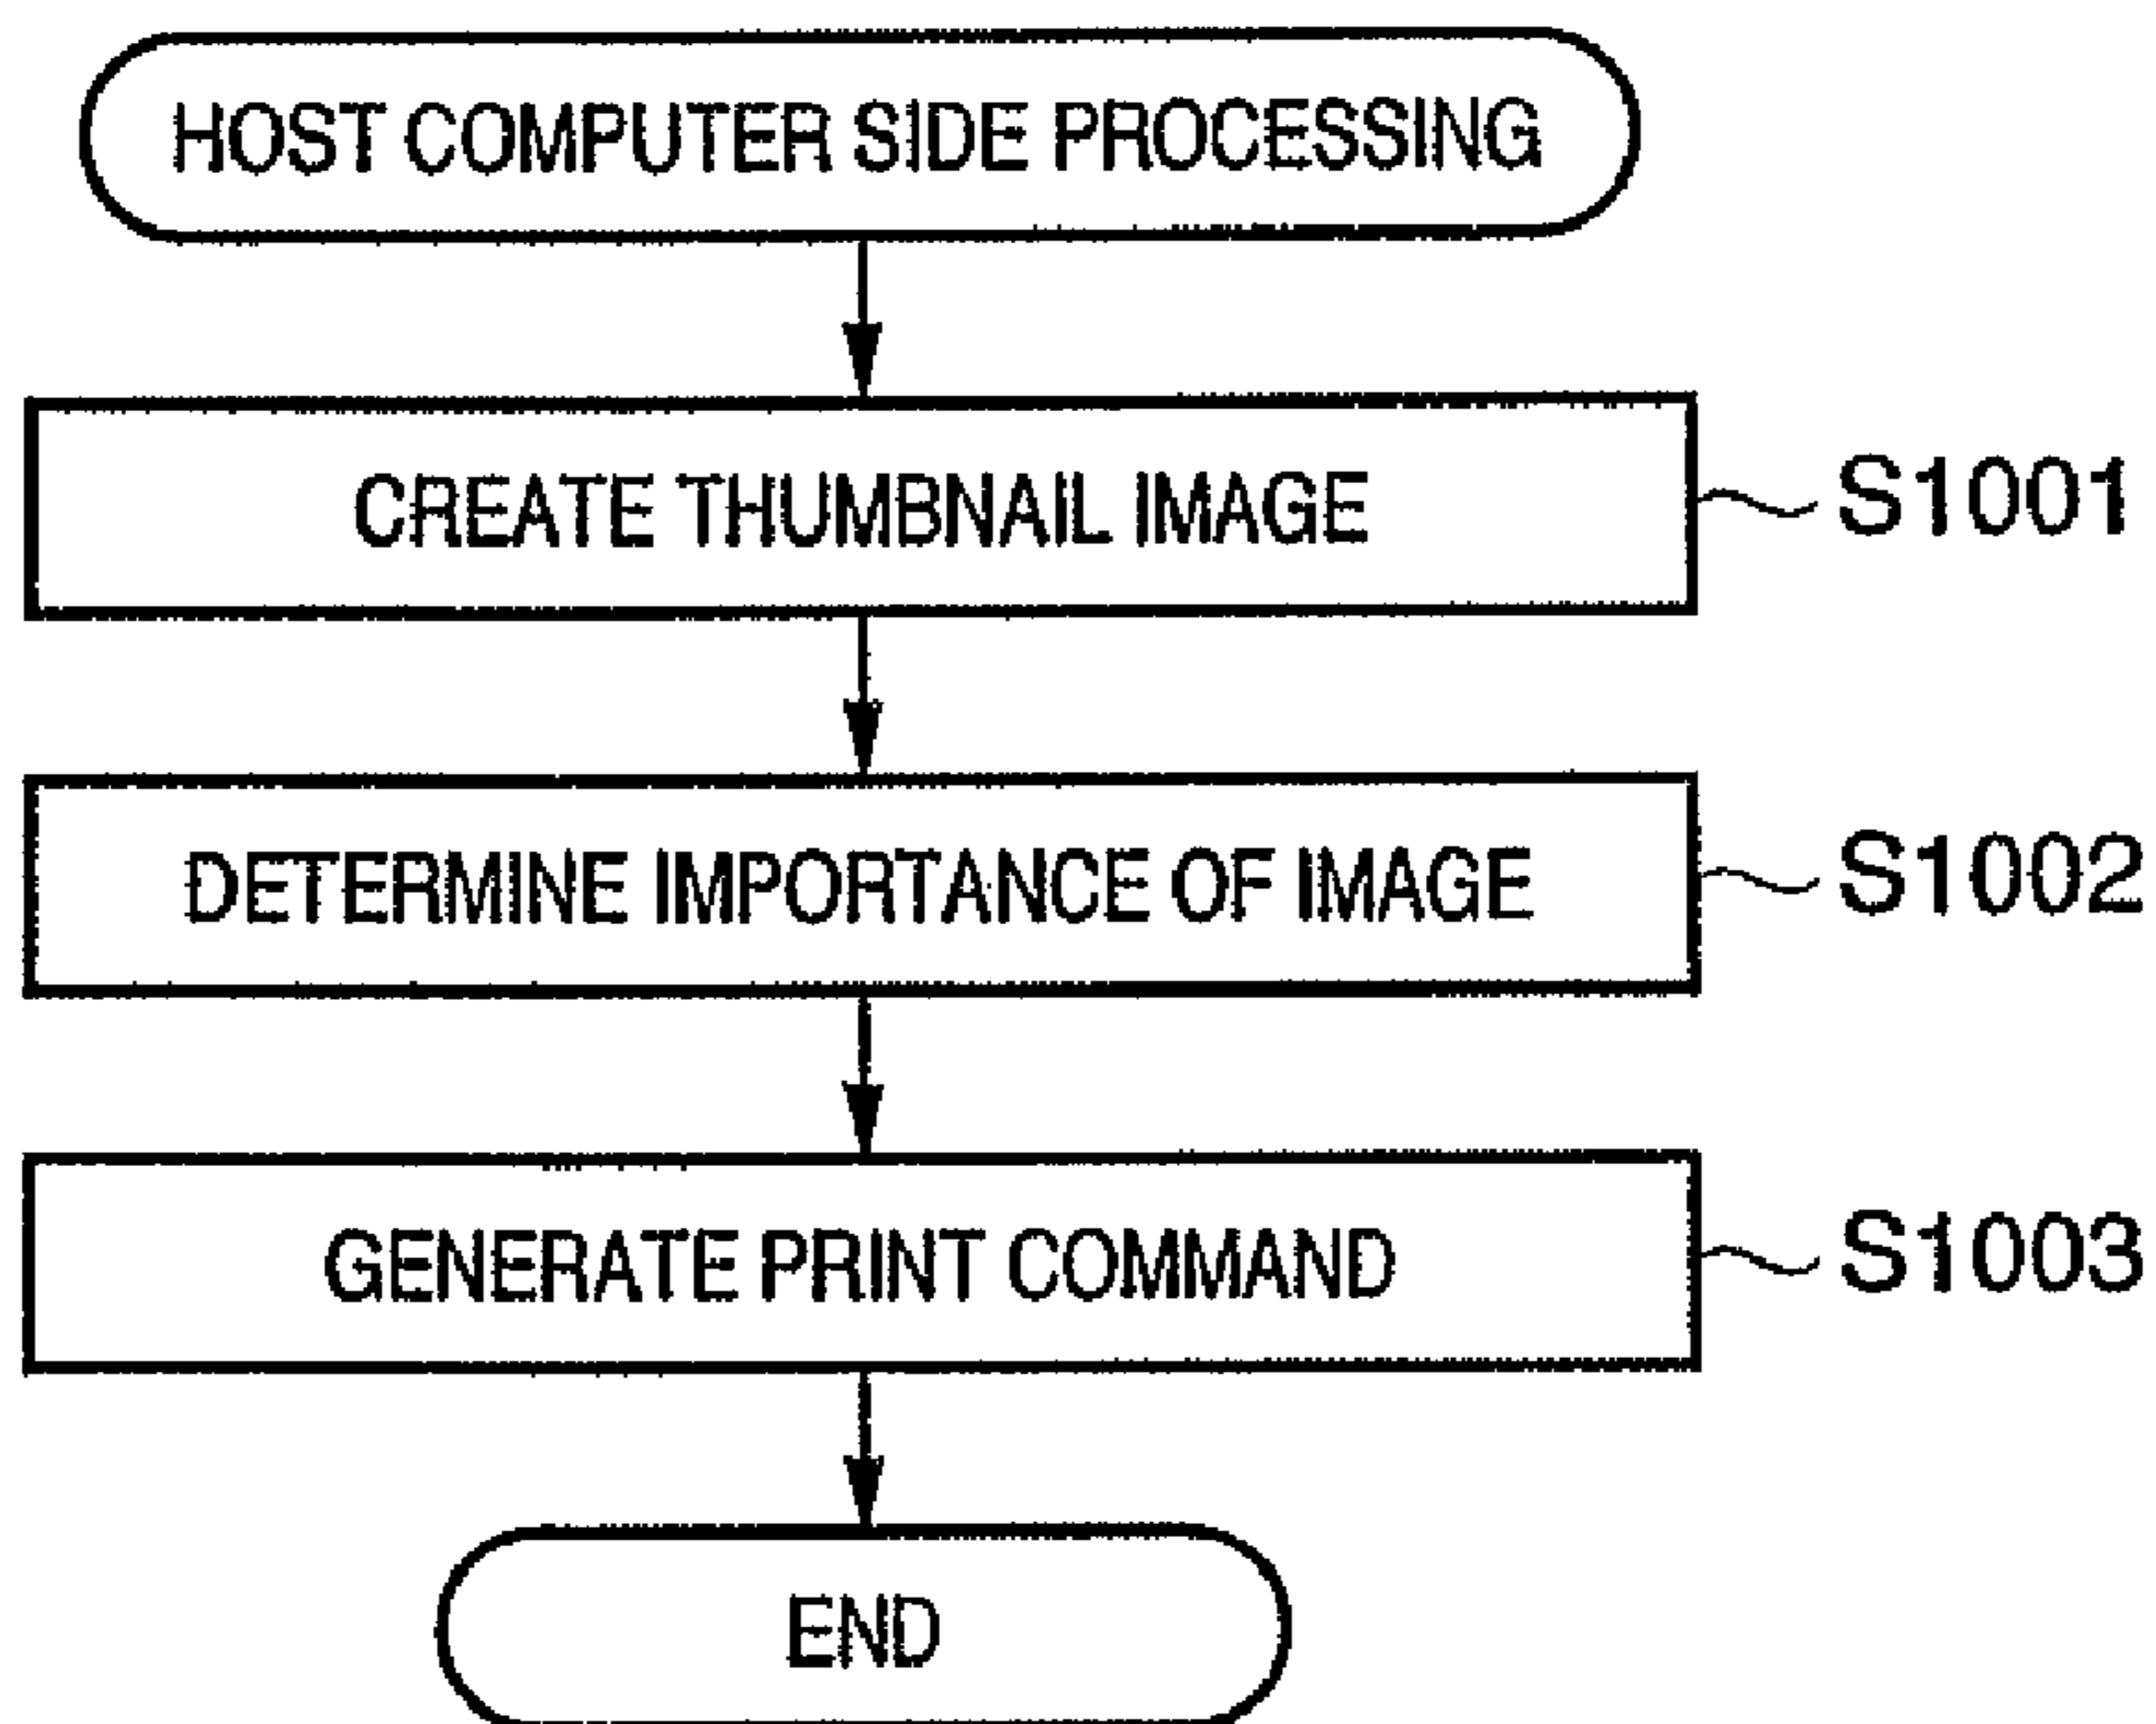 HOST COMPUTER SIDE PROCESSING
CREATE THUMBNAIL IMAGE
S1001
DETERMINE IMPORTANCE OF IMAGE
S1002
GENERATE PRINT COMMAND
S1003
END